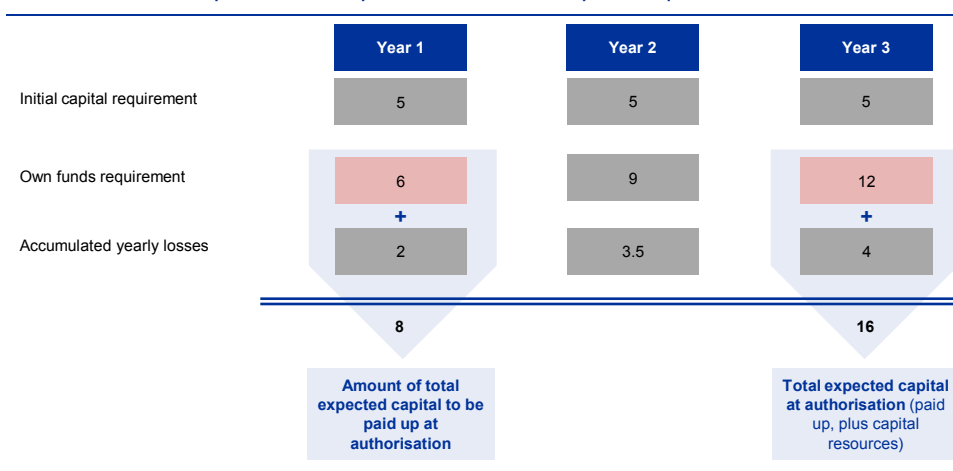 Year 1 Year 2 Year 3
Initial capital requirement 5 5 5
Own funds requirement 6 9 12
+ +
Accumulated yearly losses 2 3.5 4
8 16
Amount of total
expected capital to be
paid up at
authorisation
Total expected capital
at authorisation (paid
up, plus capital
resources)